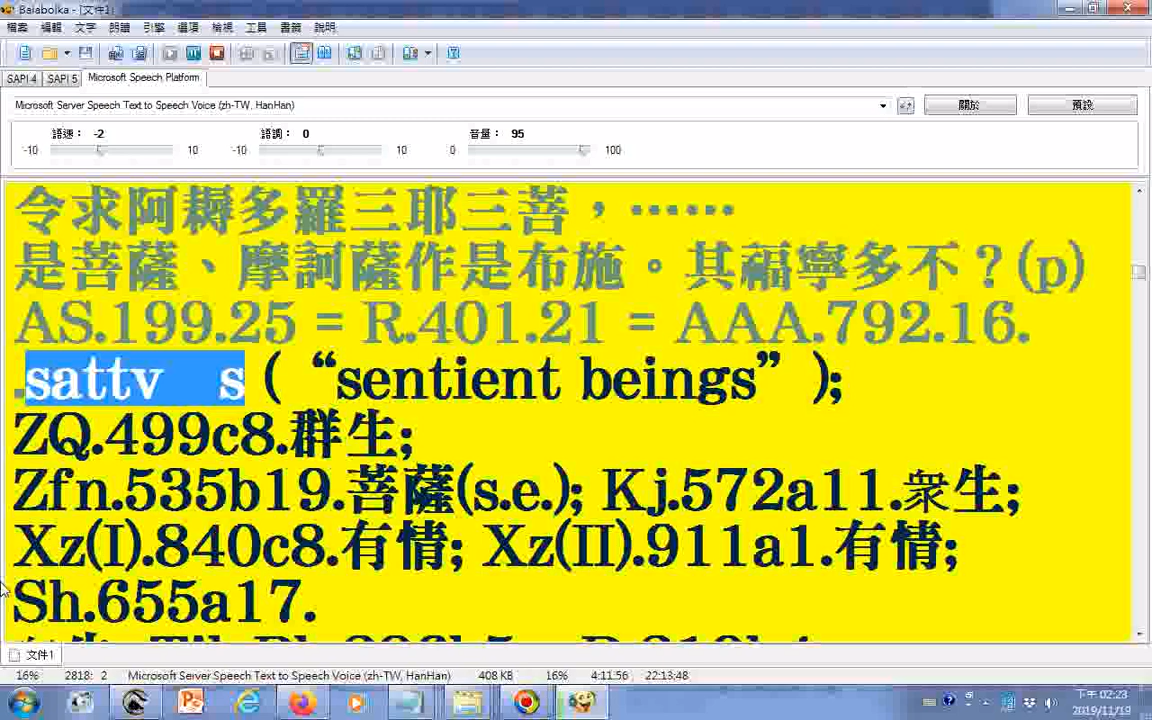 Balabolka - [文件1]
檔案 編輯 文字 朗讀 引擎 選項 檢視 工具 書籤 說明
SAPI 4 SAPI 5 Microsoft Speech Platform
Microsoft Server Speech Text to Speech Voice (zh-TW, HanHan) 關於 預設
語速： -2 語調： 0 音量： 95
-10 10 -10 10 0 100
令求阿耨多羅三耶三菩，……
是菩薩、摩訶薩作是布施。其福寧多不？(p)
AS.199.25 = R.401.21 = AAA.792.16.
.sattv s (“sentient beings”);
ZQ.499c8.群生;
Zfn.535b19.菩薩(s.e.); Kj.572a11.衆生;
Xz(I).840c8.有情; Xz(II).911a1.有情;
Sh.655a17.
文件1
16% 2818: 2 Microsoft Server Speech Text to Speech Voice (zh-TW, HanHan) 408 KB 16% 4:11:56 22:13:48
下午 02:23
2019/11/19